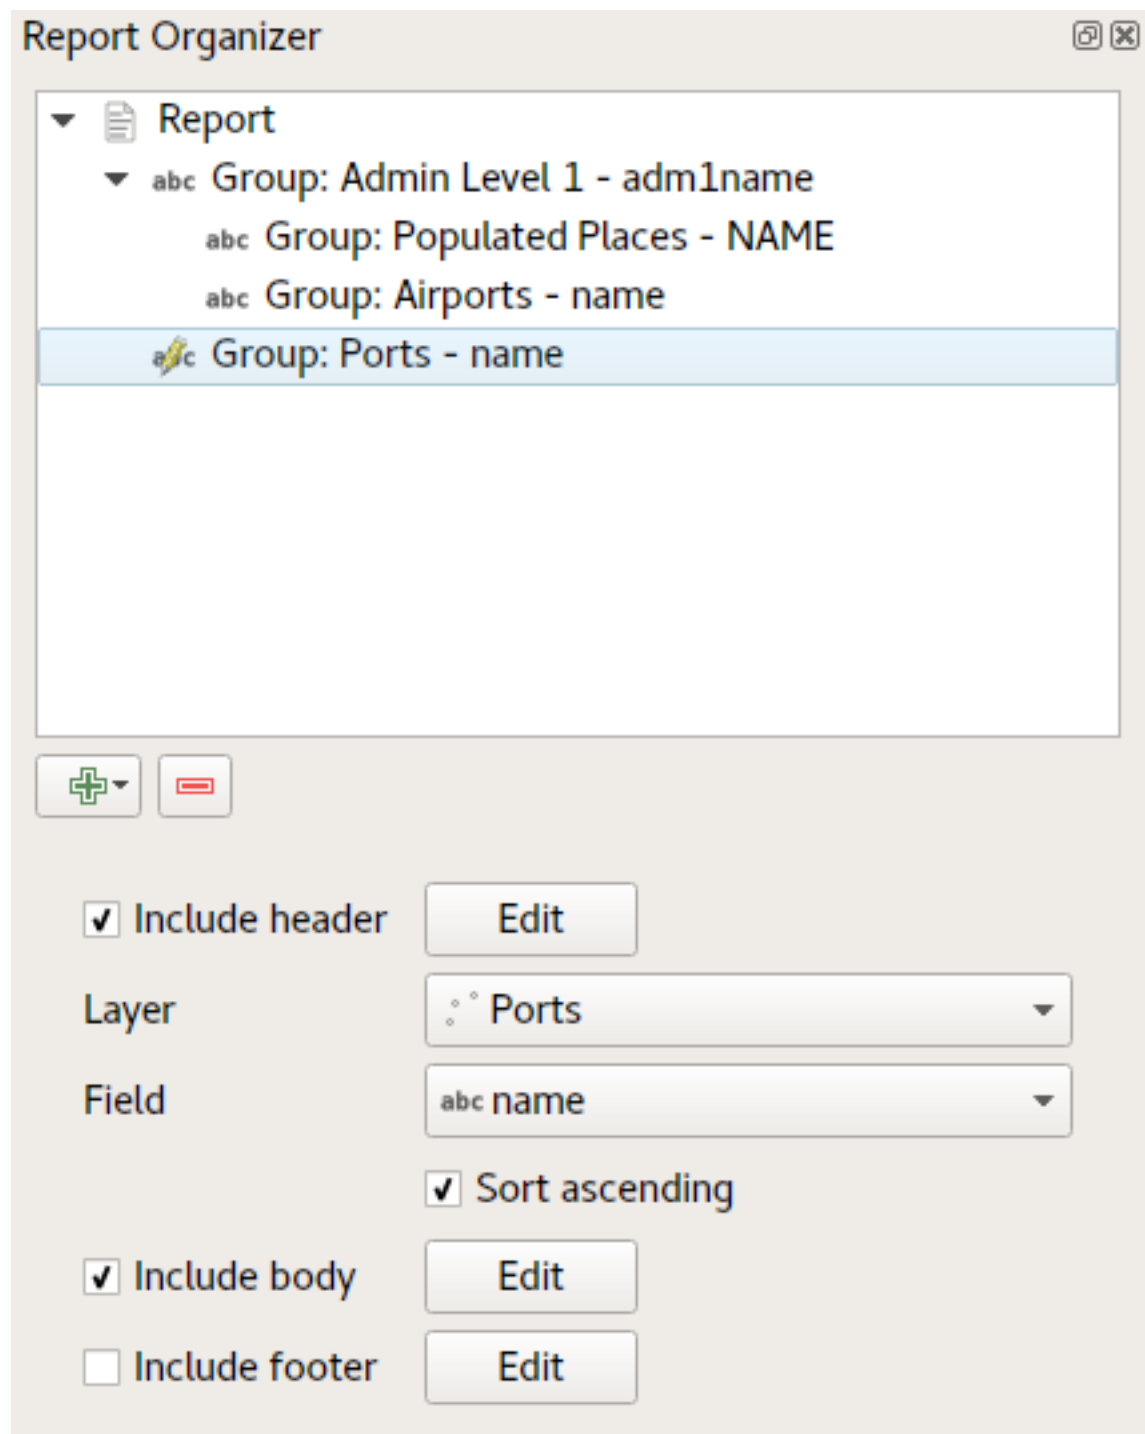 Report Organizer
Report
abc Group: Admin Level 1 - adm1name
abc Group: Populated Places - NAME
abc Group: Airports - name
abc Group: Ports - name
Include header Edit
Layer Ports
Field abc name
Sort ascending
Include body Edit
Include footer Edit